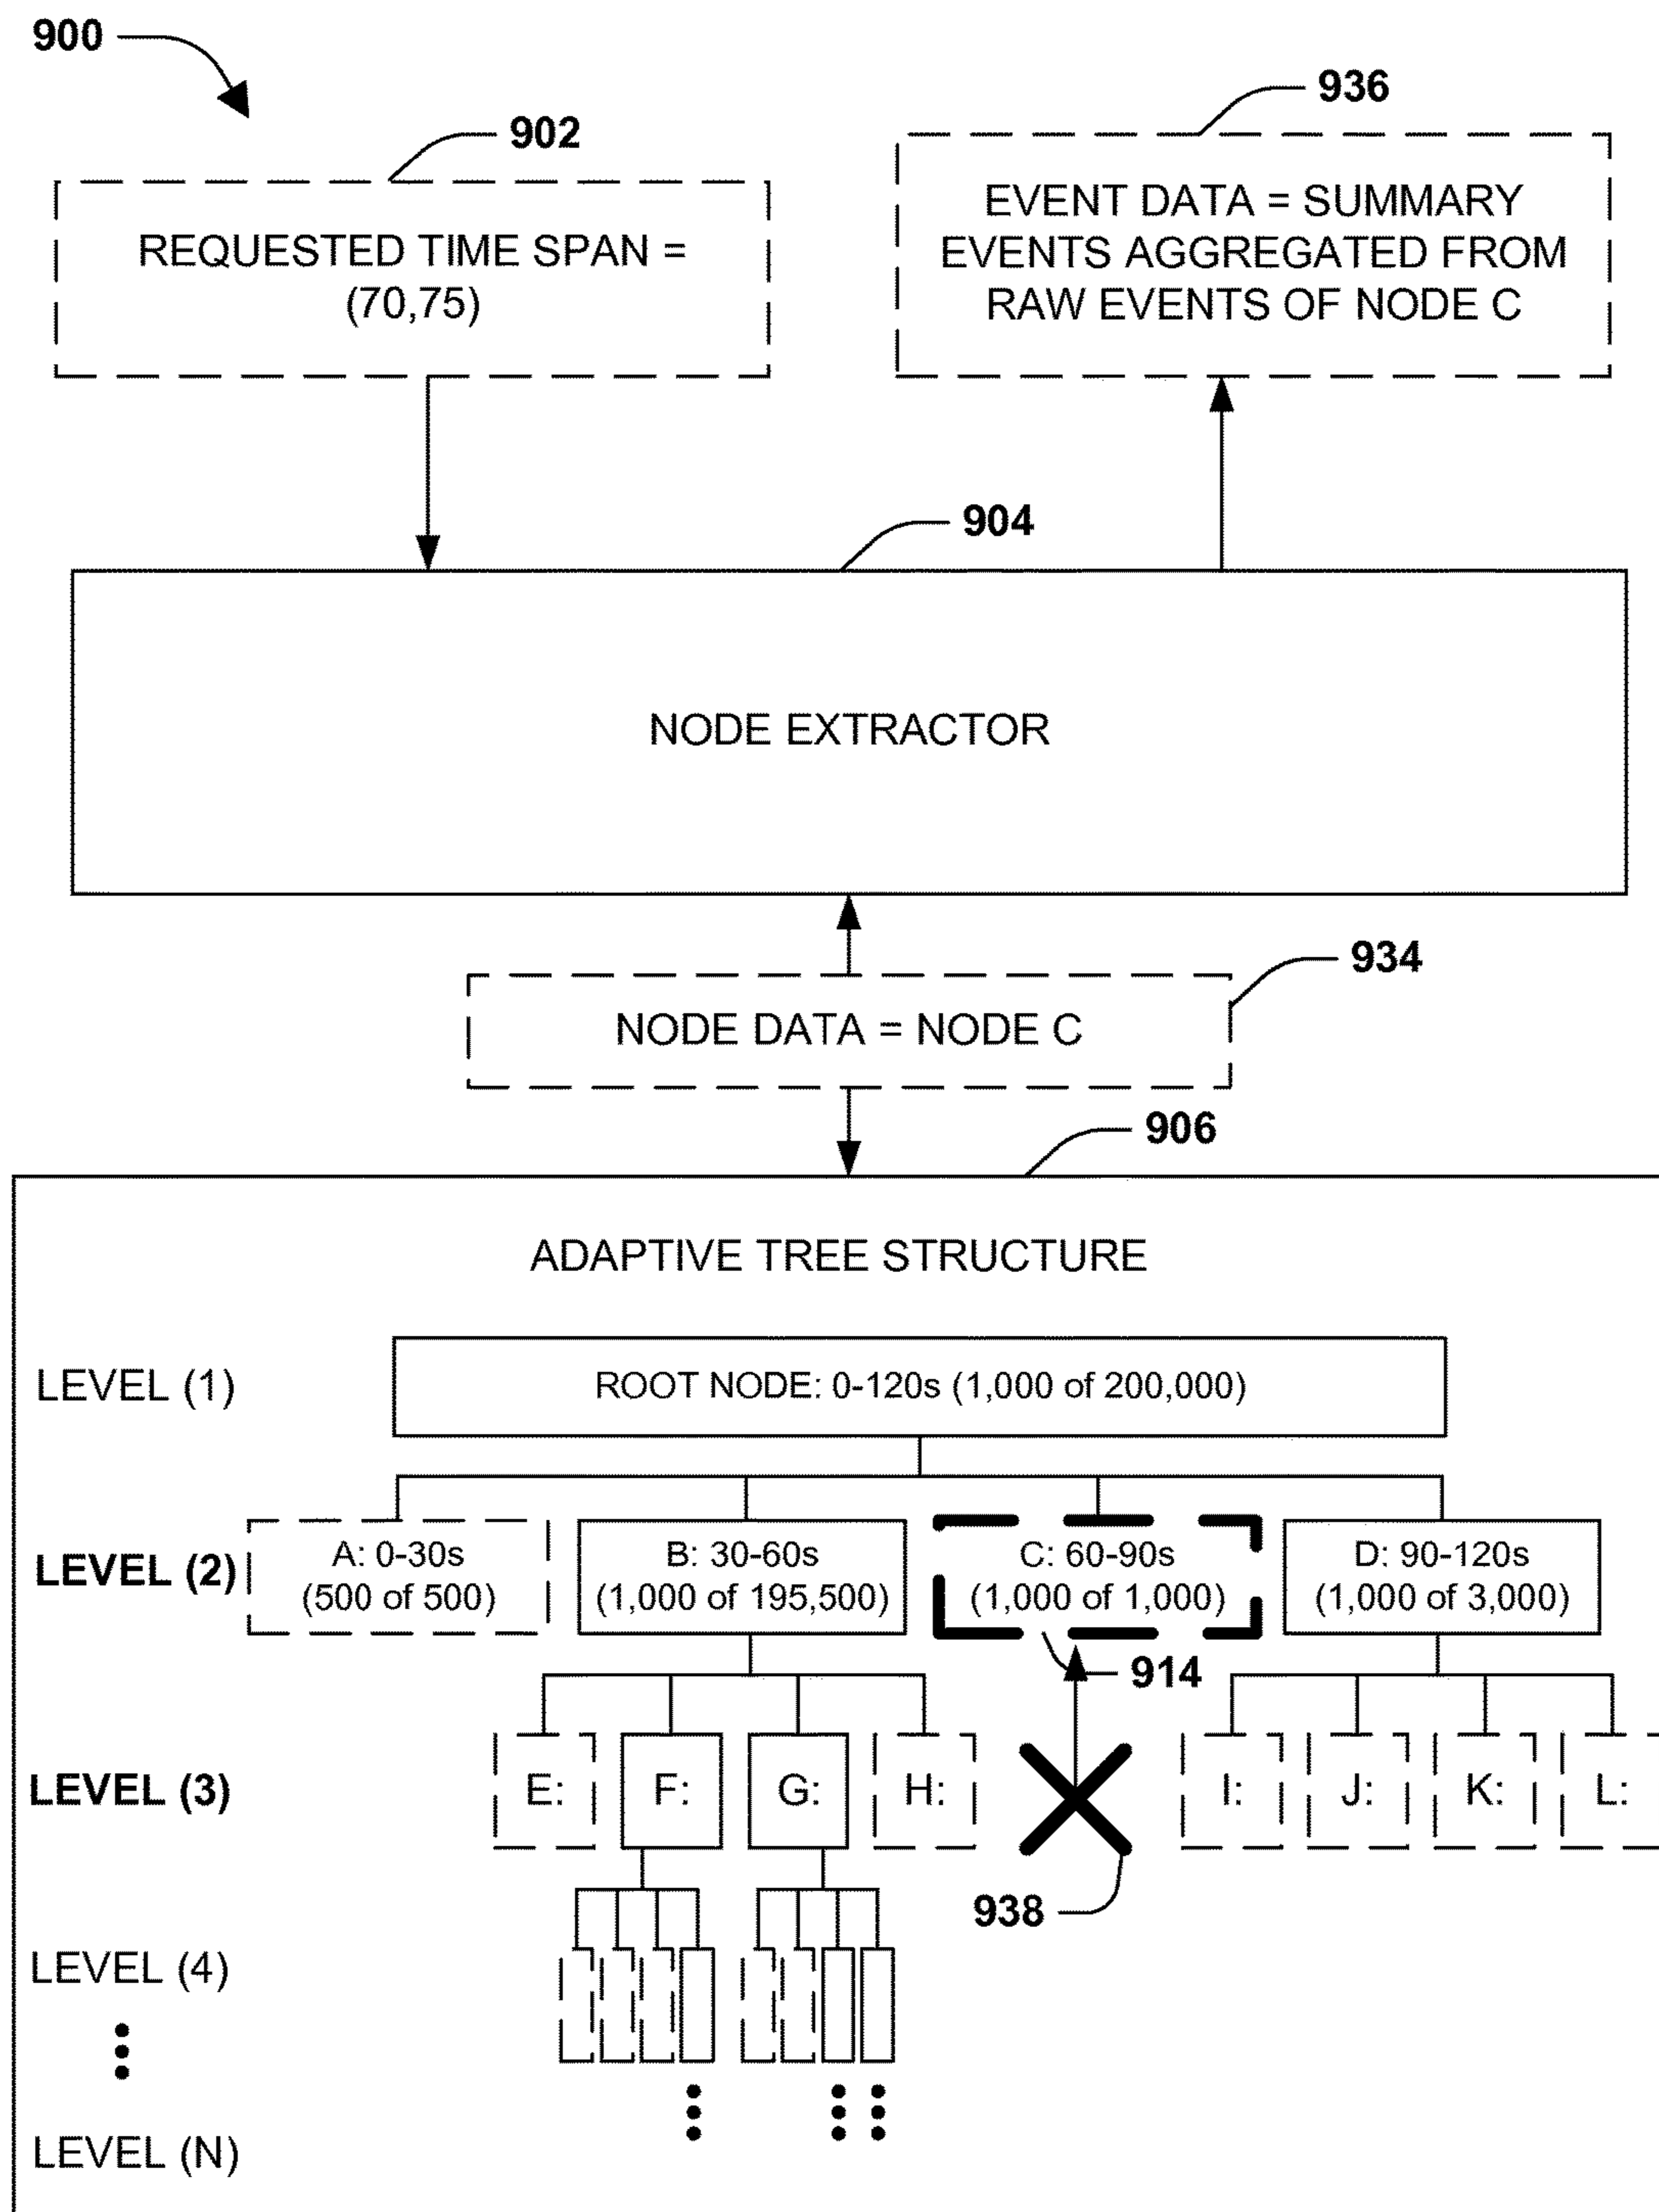 900
902
936
REQUESTED TIME SPAN =
(70,75)
EVENT DATA = SUMMARY
EVENTS AGGREGATED FROM
RAW EVENTS OF NODE C
904
NODE EXTRACTOR
934
NODE DATA = NODE C
906
ADAPTIVE TREE STRUCTURE
LEVEL (1)
ROOT NODE: 0-120s (1,000 of 200,000)
LEVEL (2)
A: 0-30s
(500 of 500)
B: 30-60s
(1,000 of 195,500)
C: 60-90s
(1,000 of 1,000)
D: 90-120s
(1,000 of 3,000)
914
LEVEL (3)
E:
F:
G:
H:
I:
J:
K:
L:
938
LEVEL (4)
LEVEL (N)